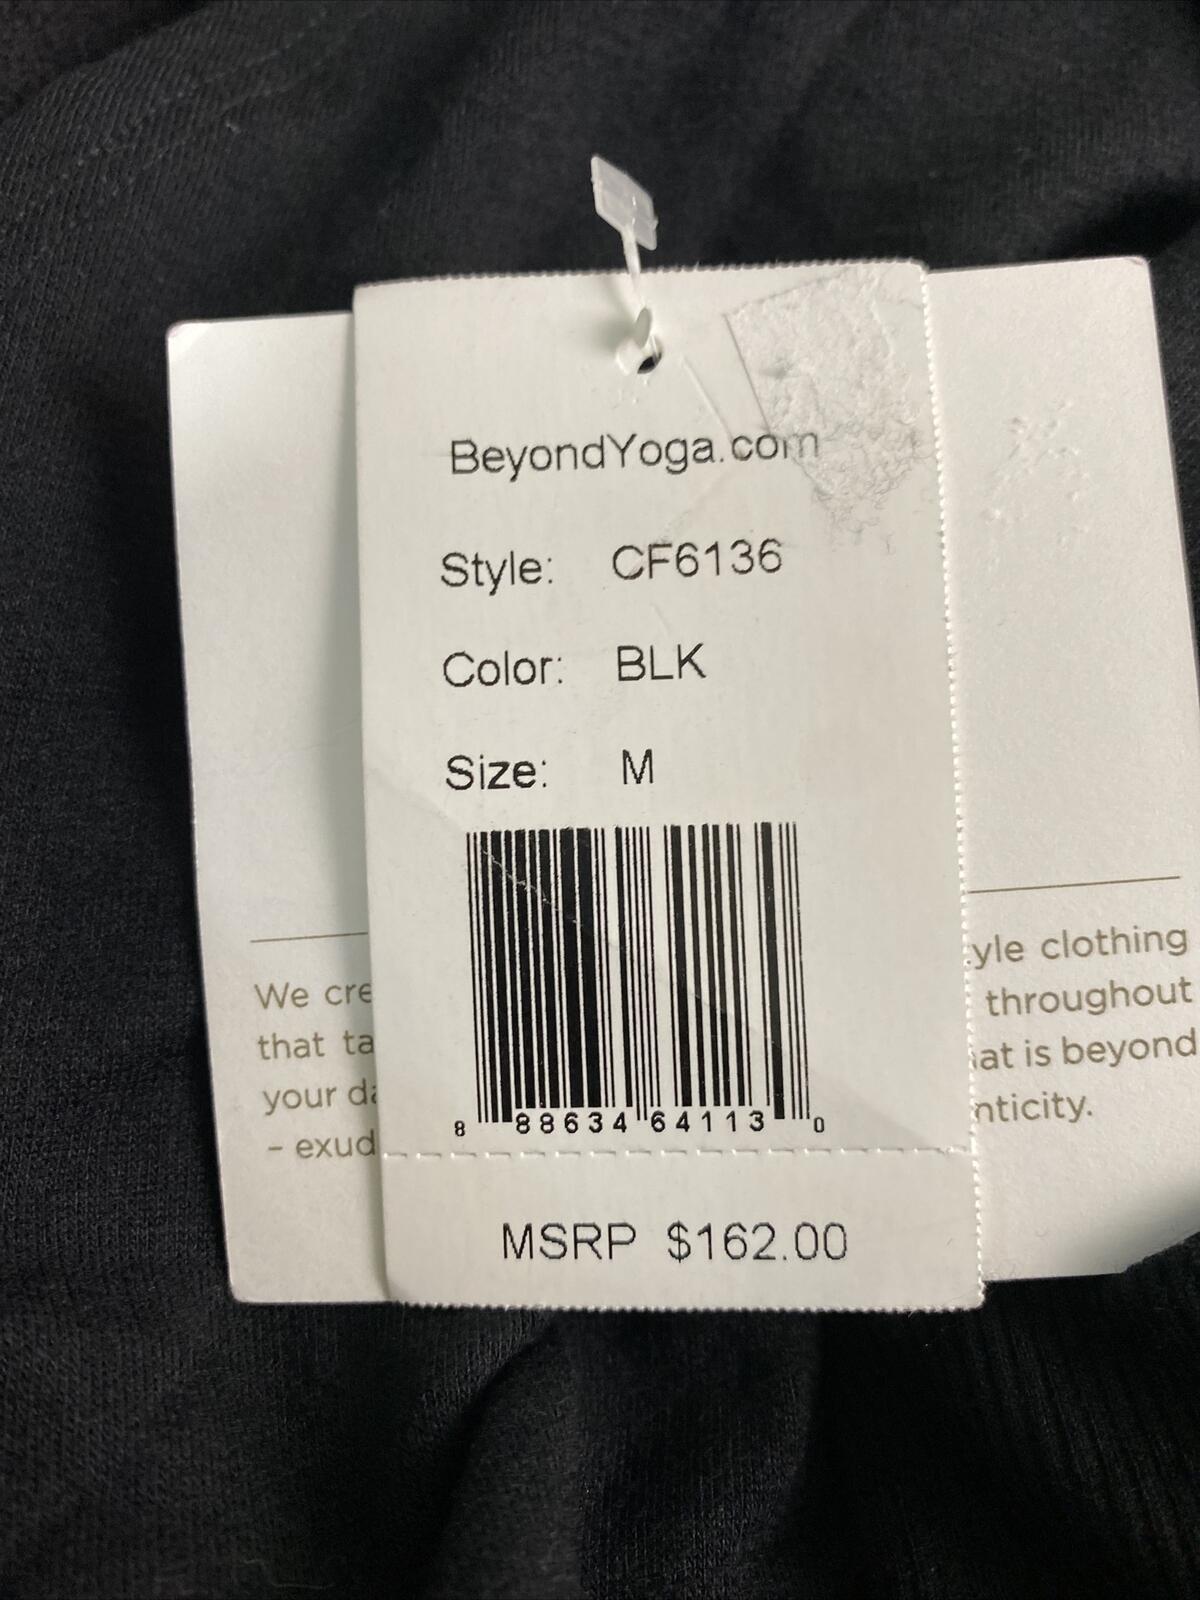 BeyondYoga.com
Style: CF6136
Color: BLK
Size: M
8 88634 64113 0
MSRP $162.00
We cre
that ta
your da
– exud
yle clothing
throughout
at is beyond
nticity.